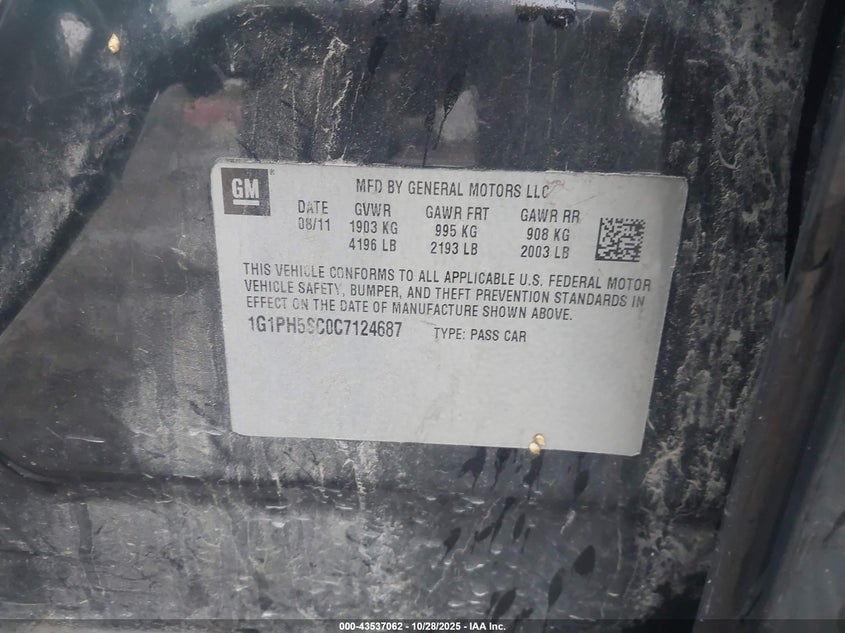 GM
MFD BY GENERAL MOTORS LLC
DATE GVWR GAWR FRT GAWR RR
08/11 1903 KG 995 KG 908 KG
4196 LB 2193 LB 2003 LB
THIS VEHICLE CONFORMS TO ALL APPLICABLE U.S. FEDERAL MOTOR
VEHICLE SAFETY, BUMPER, AND THEFT PREVENTION STANDARDS IN
EFFECT ON THE DATE OF MANUFACTURE SHOWN ABOVE.
1G1PH5SC0C7124687 TYPE: PASS CAR
000-43537062 - 10/28/2025 - IAA Inc.